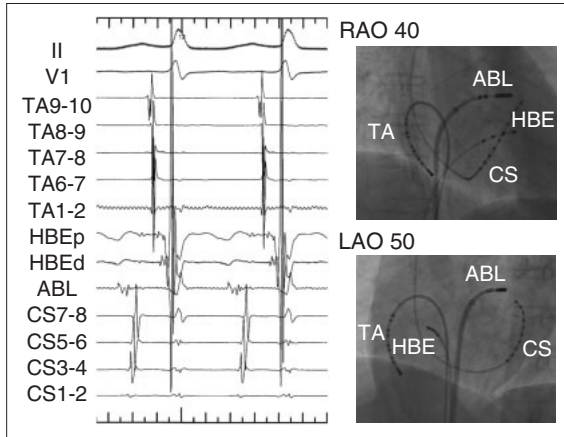 II
V1
TA9-10
TA8-9
TA7-8
TA6-7
TA1-2
HBEp
HBEd
ABL
CS7-8
CS5-6
CS3-4
CS1-2
RAO 40
ABL
HBE
TA
CS
LAO 50
ABL
TA
HBE
CS